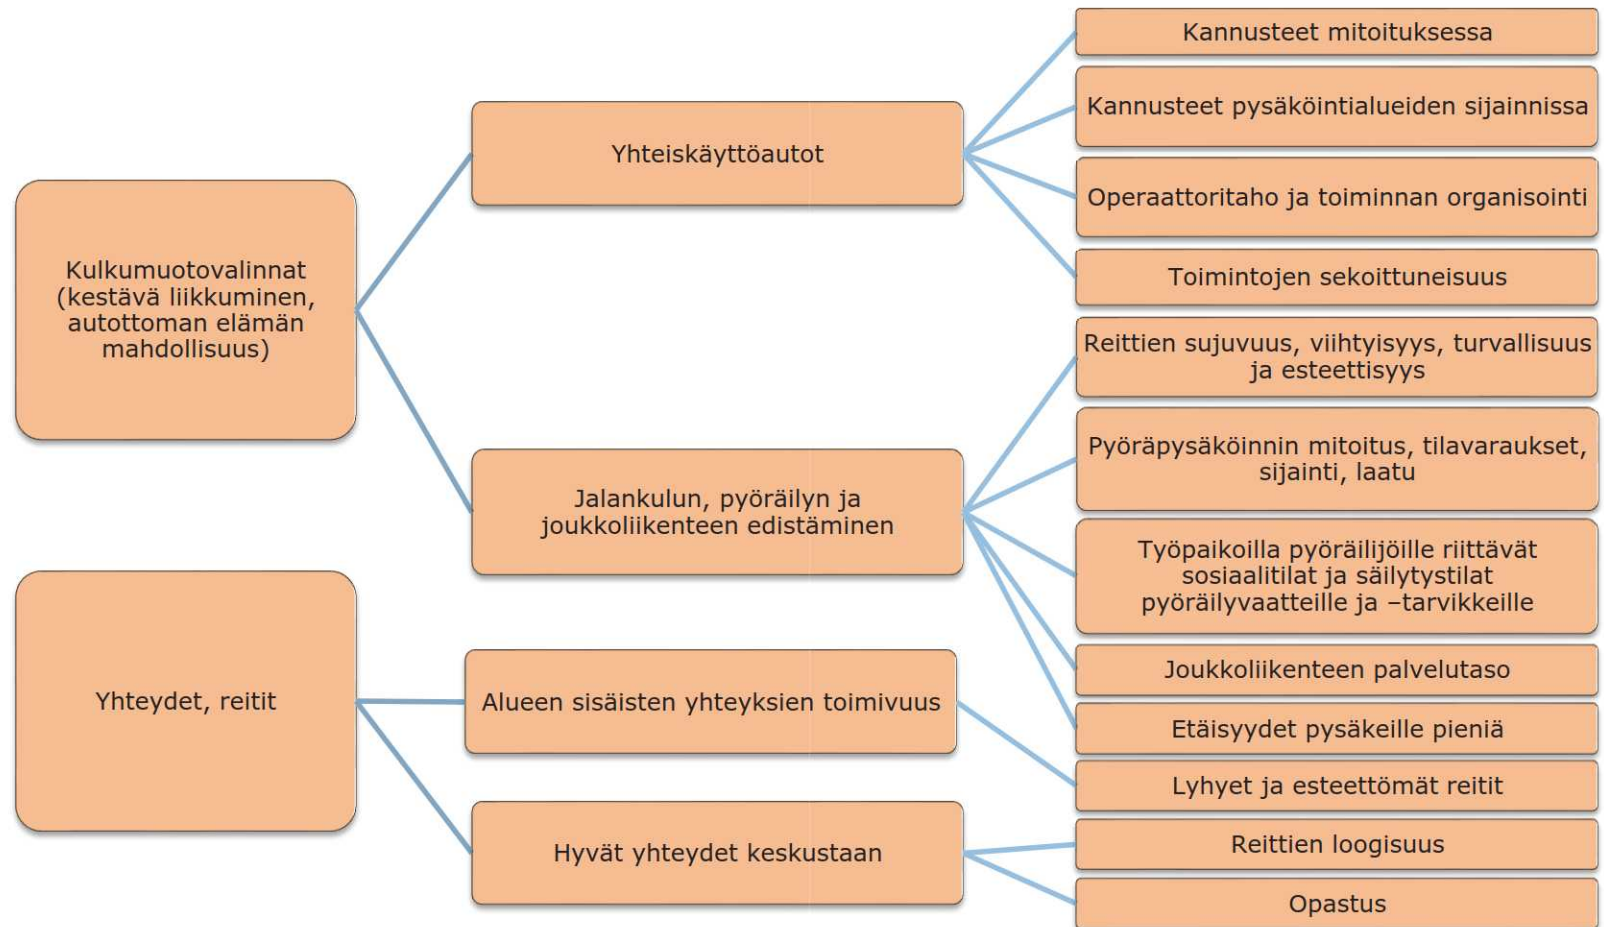 Kulkumuotovalinnat
(kestävä liikkuminen,
autottoman elämän
mahdollisuus)
Yhteiskäyttöautot
Kannusteet mitoituksessa
Kannusteet pysäköintialueiden sijainnissa
Operaattoritaho ja toiminnan organisointi
Toimintojen sekoittuneisuus
Jalankulun, pyöräilyn ja
joukkoliikenteen edistäminen
Reittien sujuvuus, viihtyisyys, turvallisuus
ja esteettisyys
Pyöräpysäköinnin mitoitus, tilavaraukset,
sijainti, laatu
Työpaikoilla pyöräilijöille riittävät
sosiaalitilat ja säilytystilat
pyöräilyvaatteille ja –tarvikkeille
Joukkoliikenteen palvelutaso
Etäisyydet pysäkeille pieniä
Yhteydet, reitit
Alueen sisäisten yhteyksien toimivuus
Lyhyet ja esteettömät reitit
Hyvät yhteydet keskustaan
Reittien loogisuus
Opastus